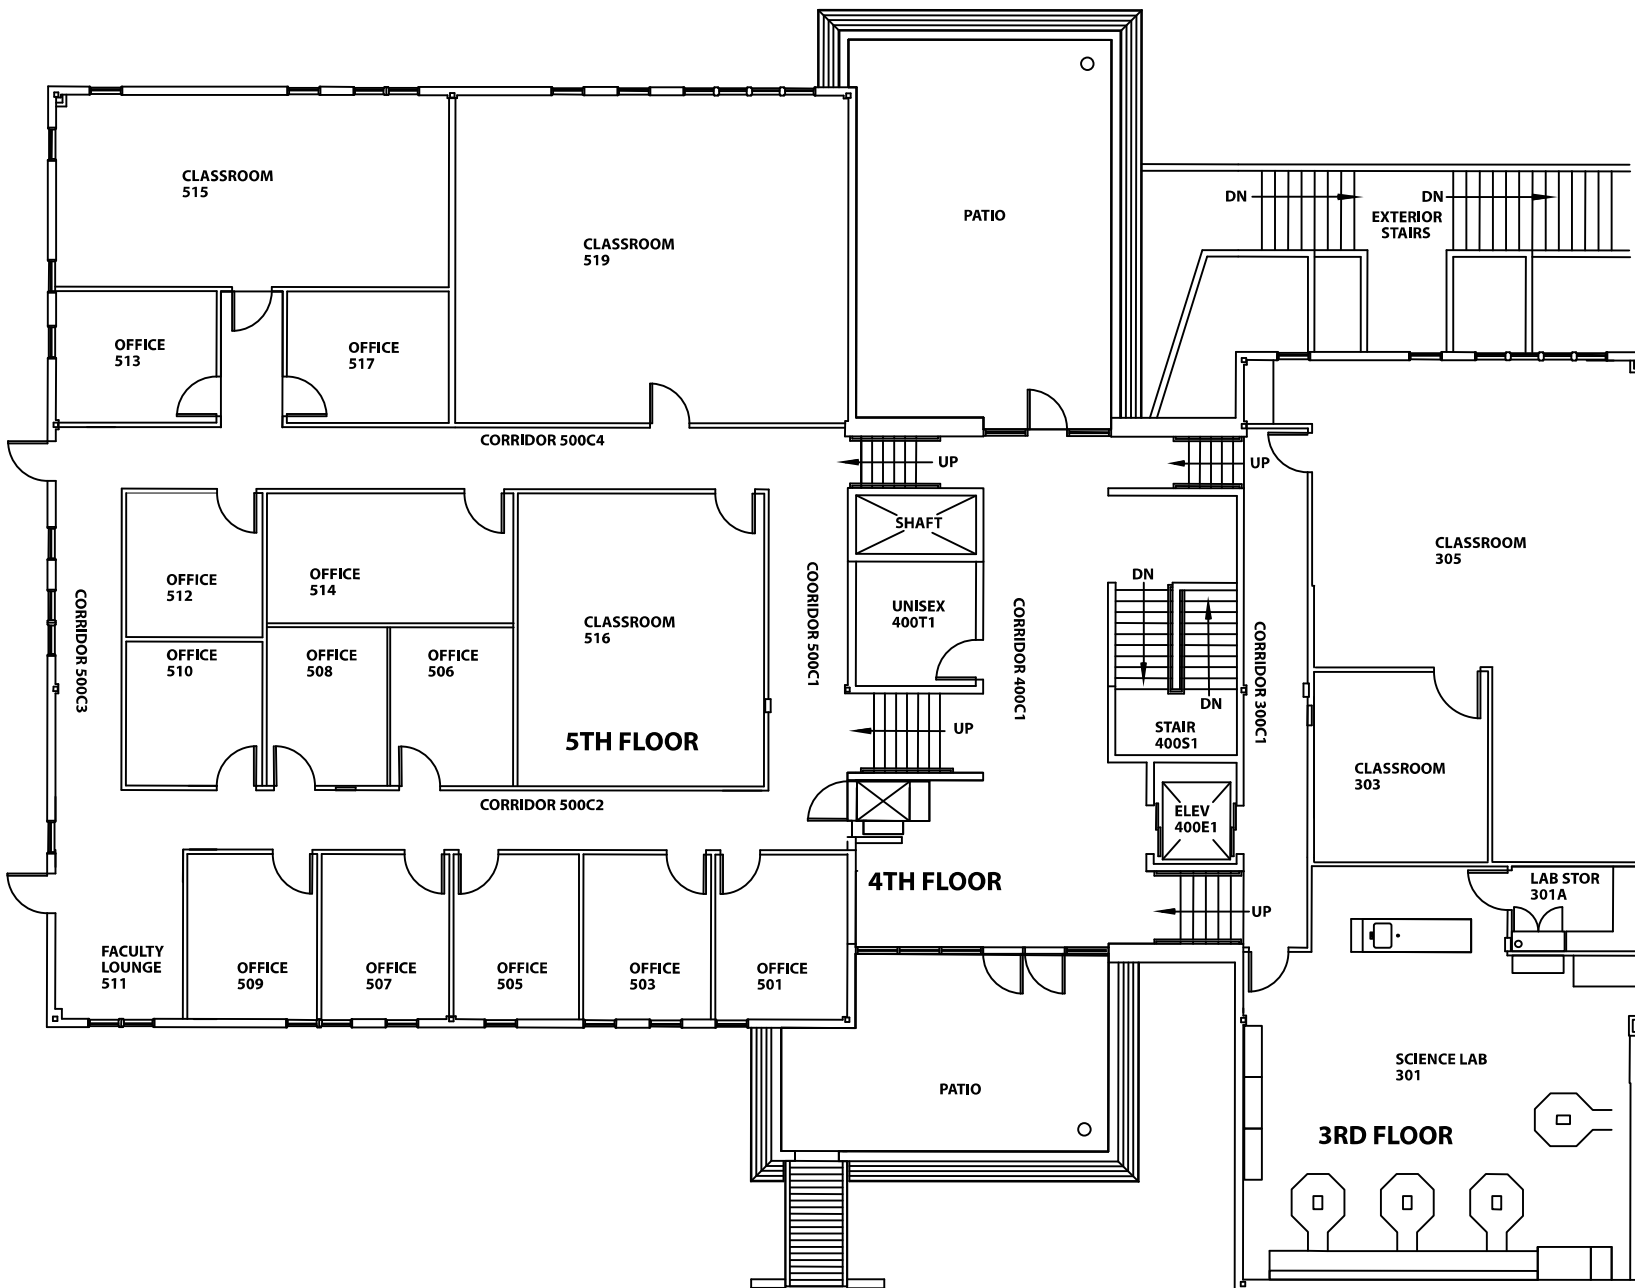 CLASSROOM
515
CLASSROOM
519
PATIO
DN
DN
EXTERIOR
STAIRS
OFFICE
513
OFFICE
517
CORRIDOR 500C4
UP
UP
SHAFT
CLASSROOM
305
OFFICE
512
OFFICE
514
CLASSROOM
516
COORIDOR 500C1
UNISEX
400T1
CORRIDOR 400C1
DN
DN
STAIR
400S1
CORRIDOR 300C1
CORRIDOR 500C3
OFFICE
510
OFFICE
508
OFFICE
506
5TH FLOOR
UP
CLASSROOM
303
CORRIDOR 500C2
ELEV
400E1
4TH FLOOR
UP
LAB STOR
301A
FACULTY
LOUNGE
511
OFFICE
509
OFFICE
507
OFFICE
505
OFFICE
503
OFFICE
501
PATIO
SCIENCE LAB
301
3RD FLOOR